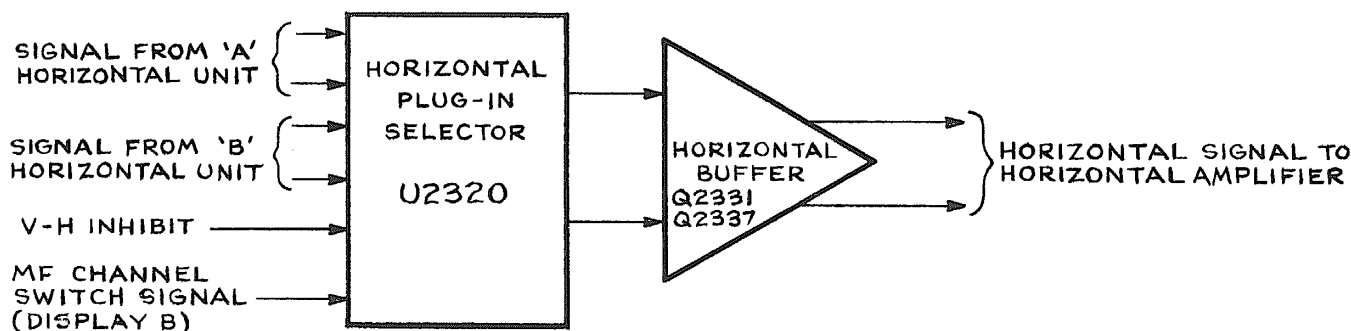 SIGNAL FROM 'A'
HORIZONTAL UNIT
SIGNAL FROM 'B'
HORIZONTAL UNIT
V-H INHIBIT
MF CHANNEL
SWITCH SIGNAL
(DISPLAY B)
HORIZONTAL
PLUG-IN
SELECTOR
U2320
HORIZONTAL
BUFFER
Q2331
Q2337
HORIZONTAL SIGNAL TO
HORIZONTAL AMPLIFIER